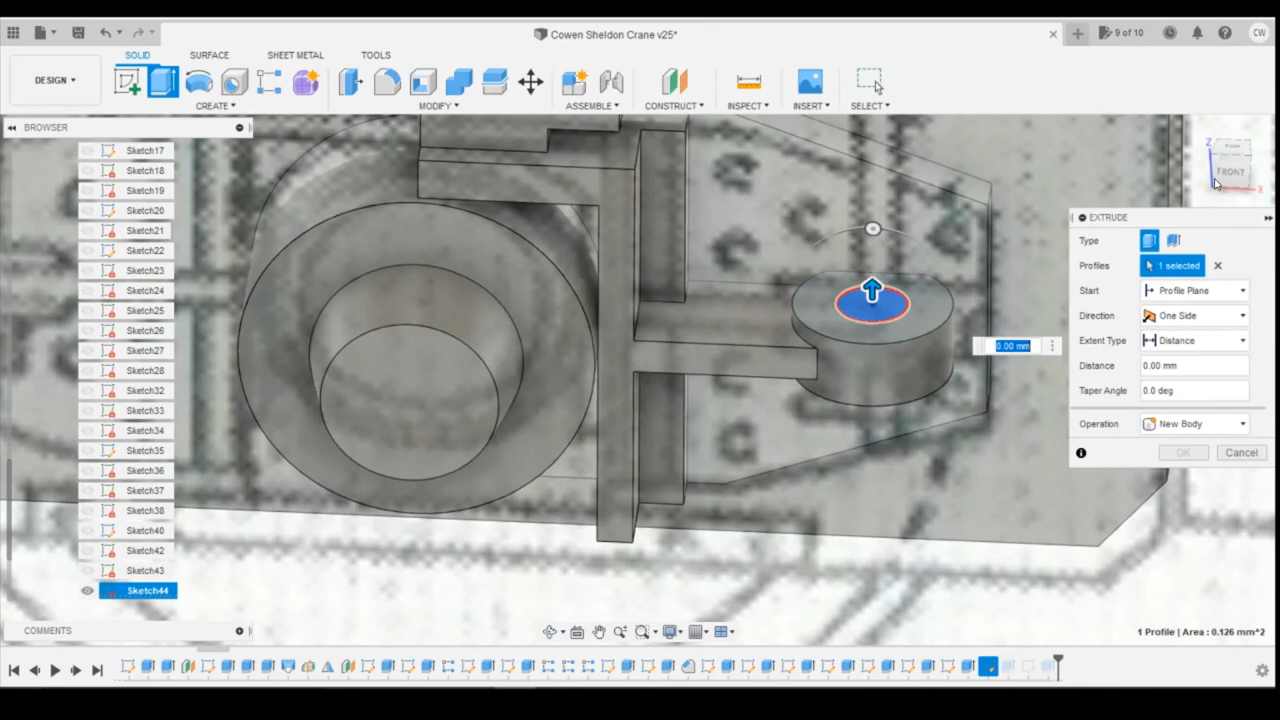 Cowen Sheldon Crane v25*
9 of 10
CW
SOLID
SURFACE
SHEET METAL
TOOLS
DESIGN
CREATE
MODIFY
ASSEMBLE
CONSTRUCT
INSPECT
INSERT
SELECT
BROWSER
Sketch17
Sketch18
Sketch19
Sketch20
Sketch21
Sketch22
Sketch23
Sketch24
Sketch25
Sketch26
Sketch27
Sketch28
Sketch32
Sketch33
Sketch34
Sketch35
Sketch36
Sketch37
Sketch38
Sketch40
Sketch42
Sketch43
Sketch44
Z
TOP
FRONT
X
EXTRUDE
Type
Profiles
1 selected
Start
Profile Plane
Direction
One Side
Extent Type
Distance
Distance
0.00 mm
Taper Angle
0.0 deg
Operation
New Body
OK
Cancel
0.00 mm
COMMENTS
1 Profile | Area : 0.126 mm^2